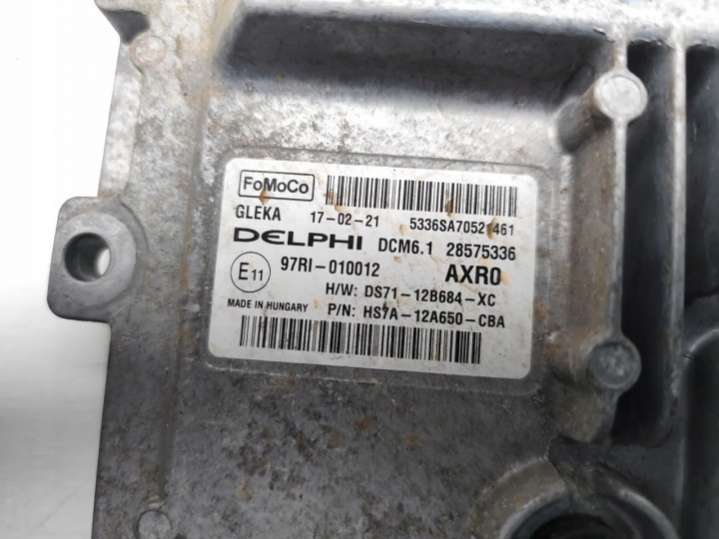 FoMoCo
GLEKA 17-02-21 5336SA70521461
DELPHI DCM6.1 28575336
E11 97RI-010012 AXR0
H/W: DS71-12B684-XC
MADE IN HUNGARY P/N: HS7A-12A650-CBA